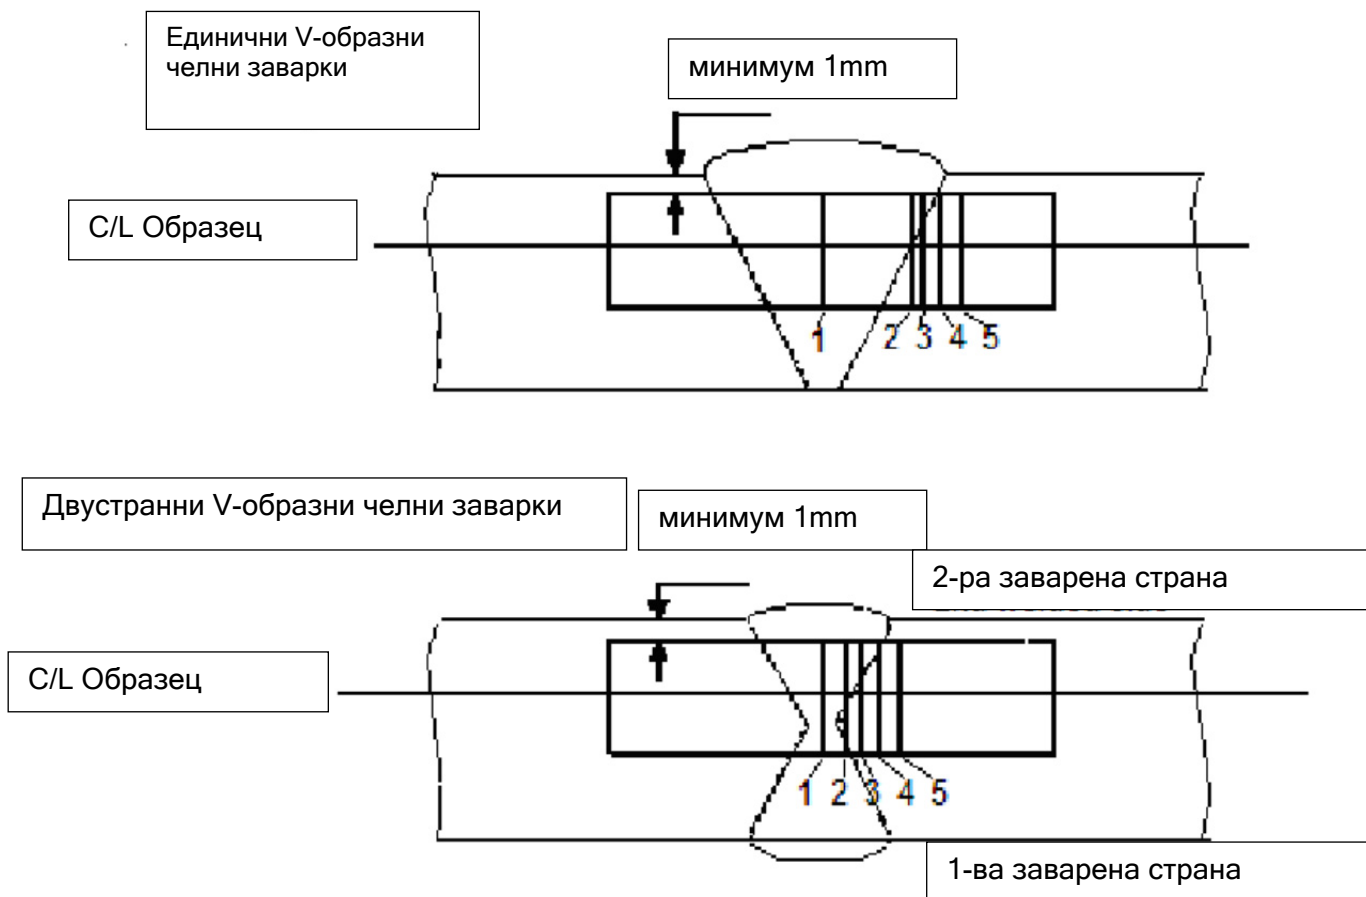 Единични V-образни
челни заварки
минимум 1mm
C/L Образец
1 2 3 4 5
Двустранни V-образни челни заварки
минимум 1mm
2-ра заварена страна
C/L Образец
1 2 3 4 5
1-ва заварена страна